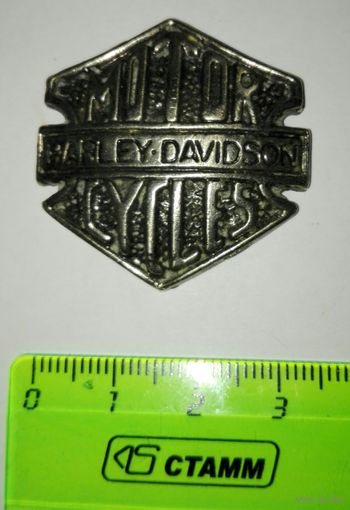 MOTOR
HARLEY·DAVIDSON
CYCLES
0 1 2 3
СТАММ